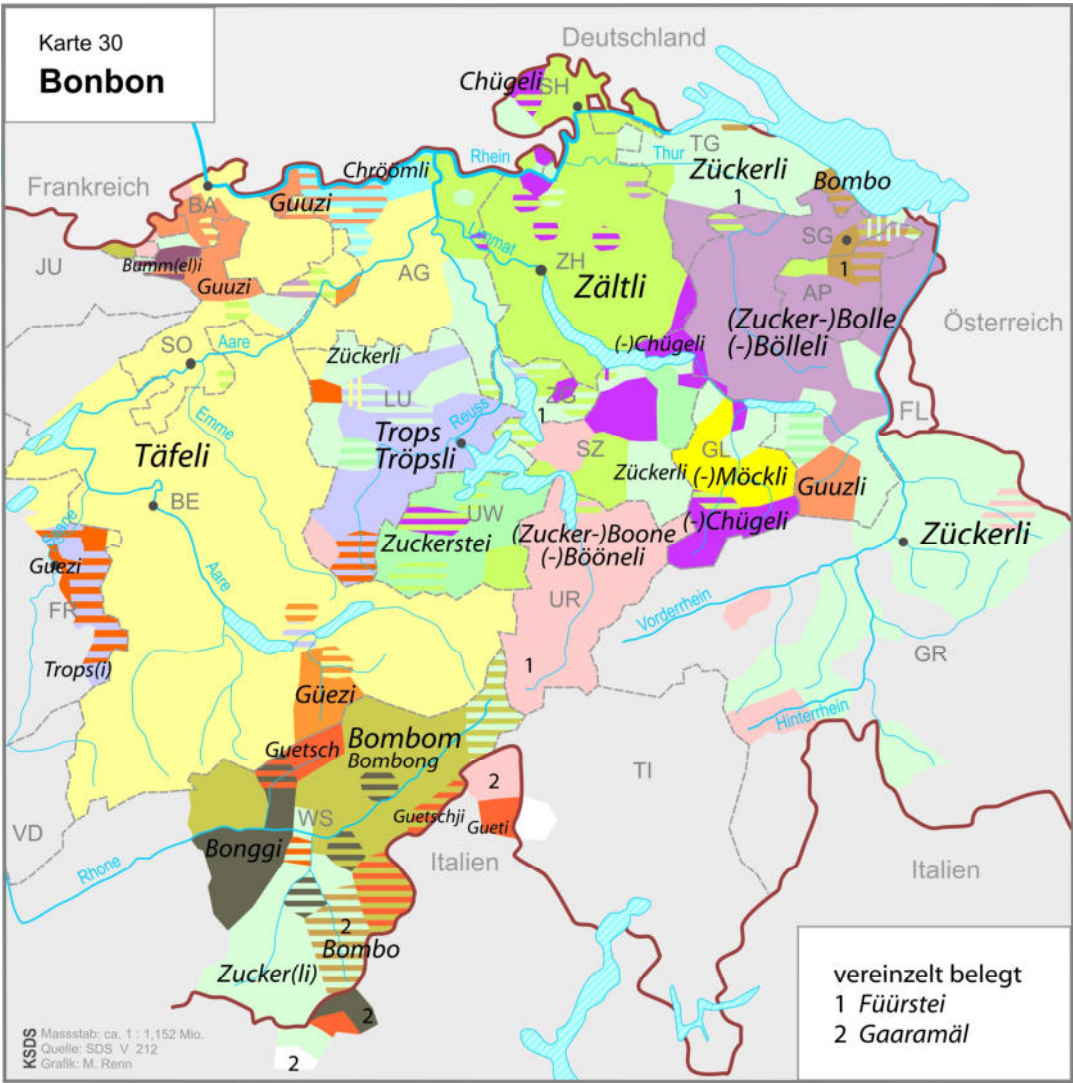 Karte 30
Bonbon
Deutschland
Chügeli
SH
Rhein
Thur
TG
Chröömli
Zückerli
1
Bombo
Frankreich
BA
Guuzi
SG
JU
Bumm(el)i
Guuzi
AG
Limmat
ZH
Zältli
1
AP
(Zucker-)Bolle
(-)Bölleli
Österreich
SO
Aare
Zückerli
(-)Chügeli
FL
LU
Reuss
ZG
1
Emme
Täfeli
Trops
Tröpsli
SZ
GL
Zückerli
(-)Möckli
Guuzli
BE
UW
Zuckerstei
(Zucker-)Boone
(-)Bööneli
(-)Chügeli
Zückerli
Saane
Guezi
Aare
FR
UR
Vorderrhein
GR
Trops(i)
1
Güezi
Hinterrhein
Guetsch
Bombom
Bombong
TI
2
WS
Guetschji
Gueti
VD
Bonggi
Italien
Italien
Rhone
2
Bombo
Zucker(li)
2
2
vereinzelt belegt
1 Füürstei
2 Gaaramäl
KSDS
Massstab: ca. 1 : 1,152 Mio.
Quelle: SDS V 212
Grafik: M. Renn